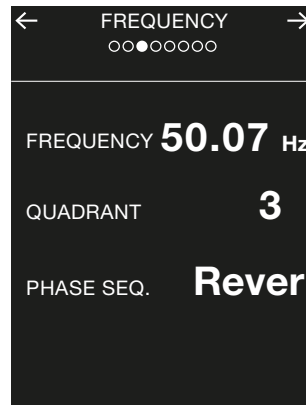 ← FREQUENCY →
FREQUENCY 50.07 Hz
QUADRANT 3
PHASE SEQ. Rever